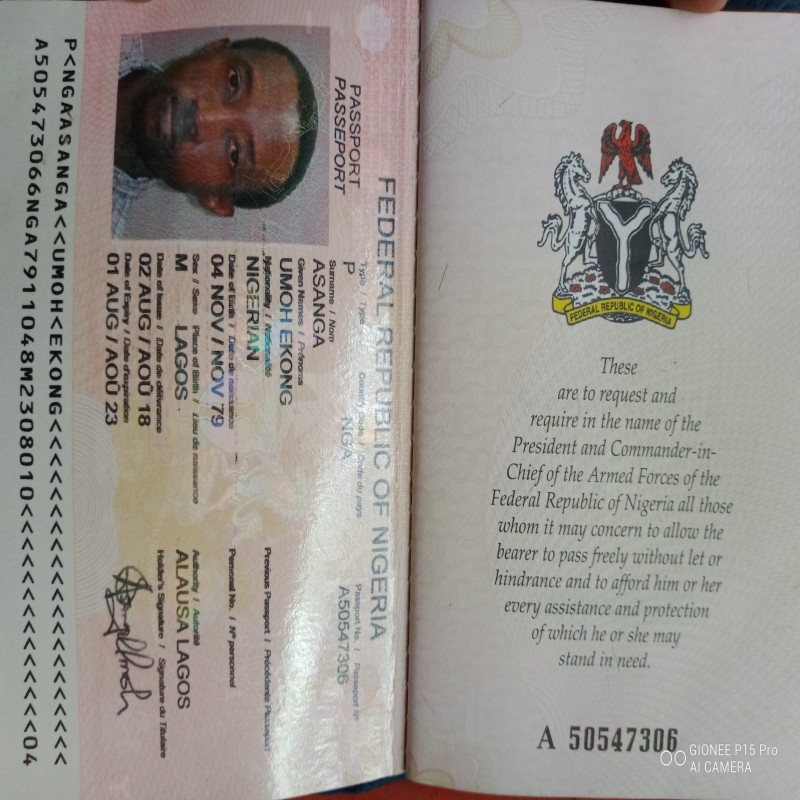 FEDERAL REPUBLIC OF NIGERIA
PASSPORT
PASSEPORT
Type / Type
Country Code / Code du pays
Passport No. / Passeport Nº
P
NGA
A50547306
Surname / Nom
ASANGA
Given Names / Prénoms
UMOH EKONG
Nationality / Nationalité
NIGERIAN
Previous Passport / Précédente Passeport
Date of Birth / Date de naissance
04 NOV / NOV 79
Personal No. / Nº personnel
Sex / Sexe
Place of Birth / Lieu de naissance
M
LAGOS
Authority / Autorité
ALAUSA LAGOS
Date of Issue / Date de délivrance
02 AUG / AOÛ 18
Holder's Signature / Signature du Titulaire
Date of Expiry / Date d'expiration
01 AUG / AOÛ 23
P<NGAASANGA<<UMOH<EKONG<<<<<<<<<<<<<<<<<<<<<
A505473066NGA7911048M2308010<<<<<<<<<<<<<<04
FEDERAL REPUBLIC OF NIGERIA
These
are to request and
require in the name of the
President and Commander-in-
Chief of the Armed Forces of the
Federal Republic of Nigeria all those
whom it may concern to allow the
bearer to pass freely without let or
hindrance and to afford him or her
every assistance and protection
of which he or she may
stand in need.
A 50547306
GIONEE P15 Pro
AI CAMERA